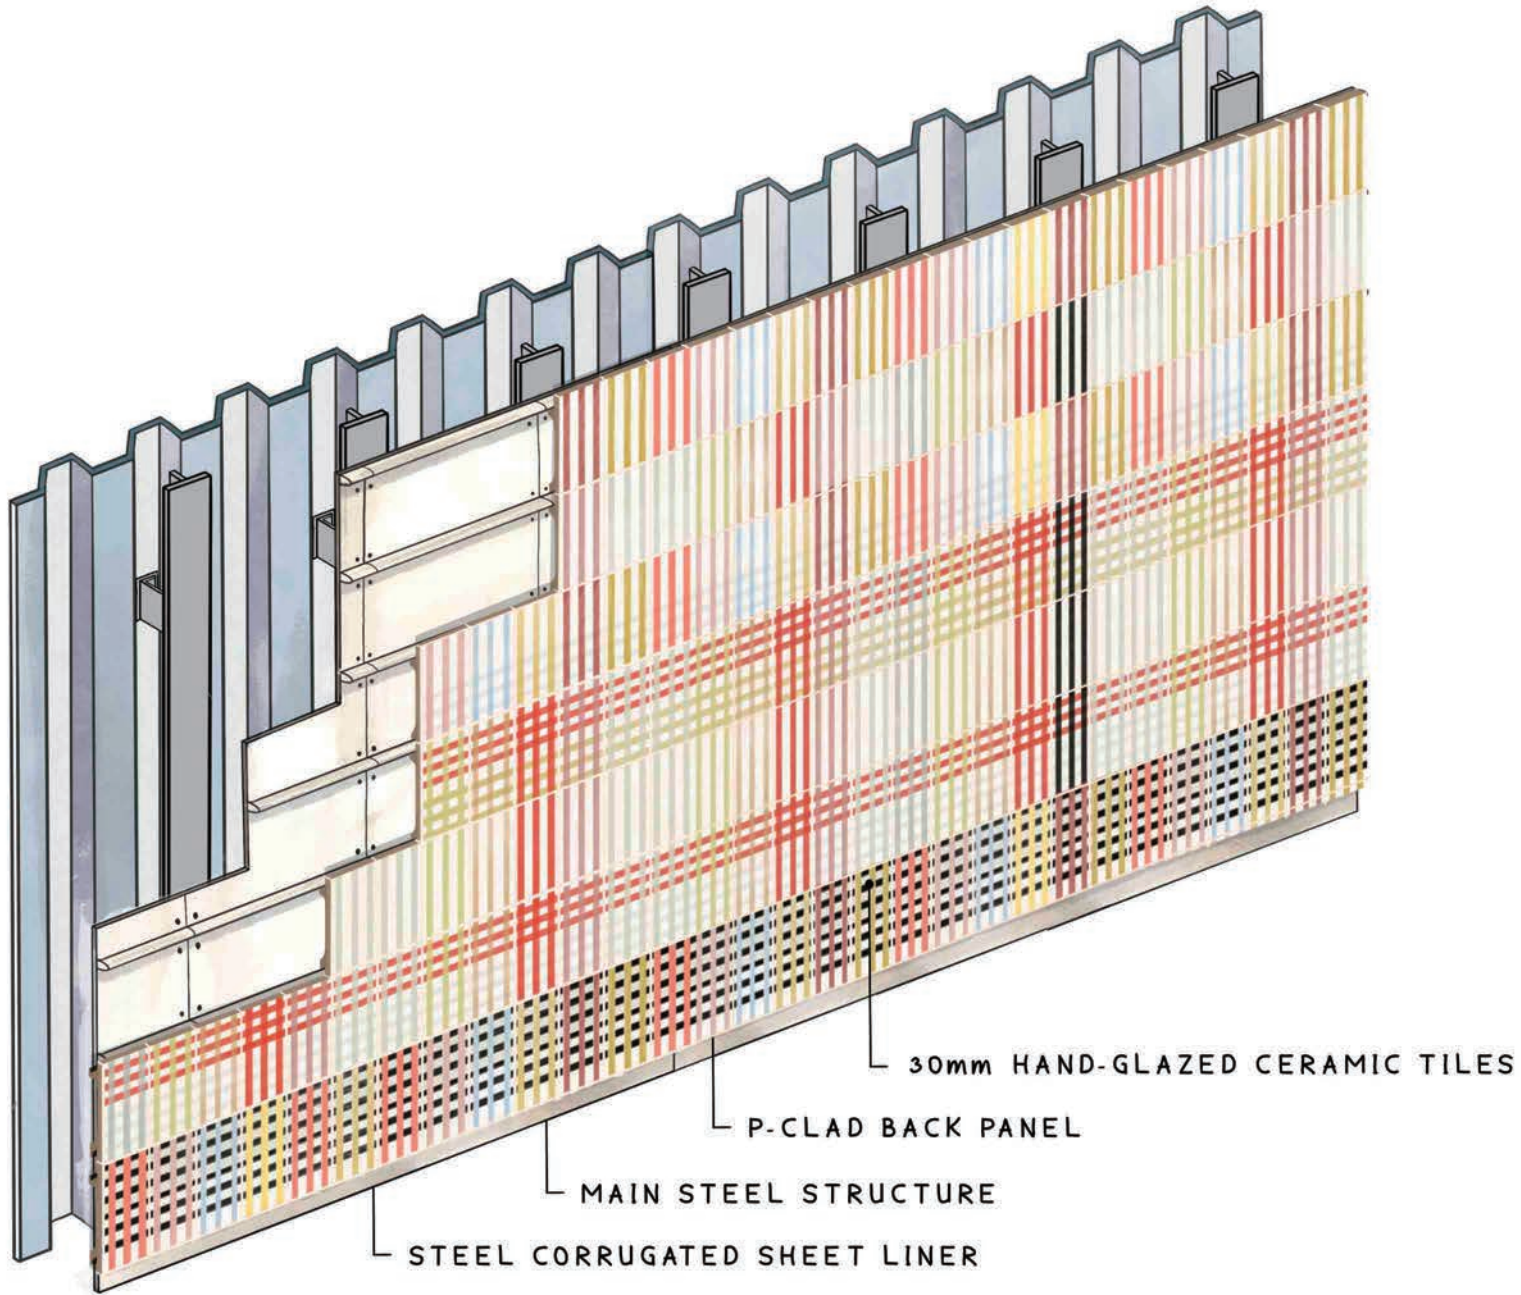 30mm HAND-GLAZED CERAMIC TILES
P-CLAD BACK PANEL
MAIN STEEL STRUCTURE
STEEL CORRUGATED SHEET LINER